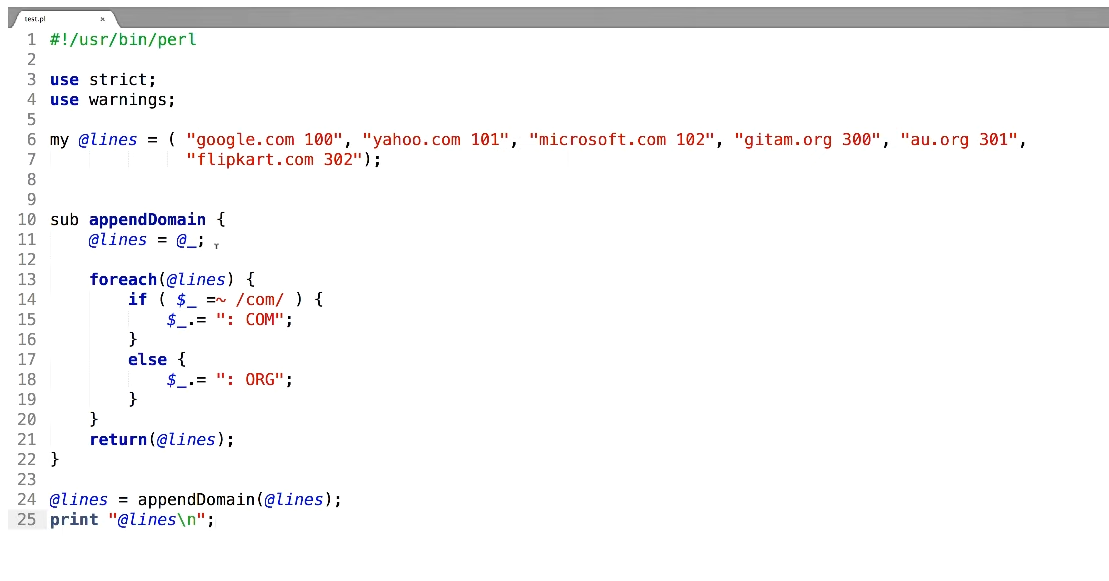 test.pl x
1 #!/usr/bin/perl
2
3 use strict;
4 use warnings;
5
6 my @lines = ( "google.com 100", "yahoo.com 101", "microsoft.com 102", "gitam.org 300", "au.org 301",
7               "flipkart.com 302");
8
9
10 sub appendDomain {
11     @lines = @_;
12
13     foreach(@lines) {
14         if ( $_ =~ /com/ ) {
15             $_.= ": COM";
16         }
17         else {
18             $_.= ": ORG";
19         }
20     }
21     return(@lines);
22 }
23
24 @lines = appendDomain(@lines);
25 print "@lines\n";